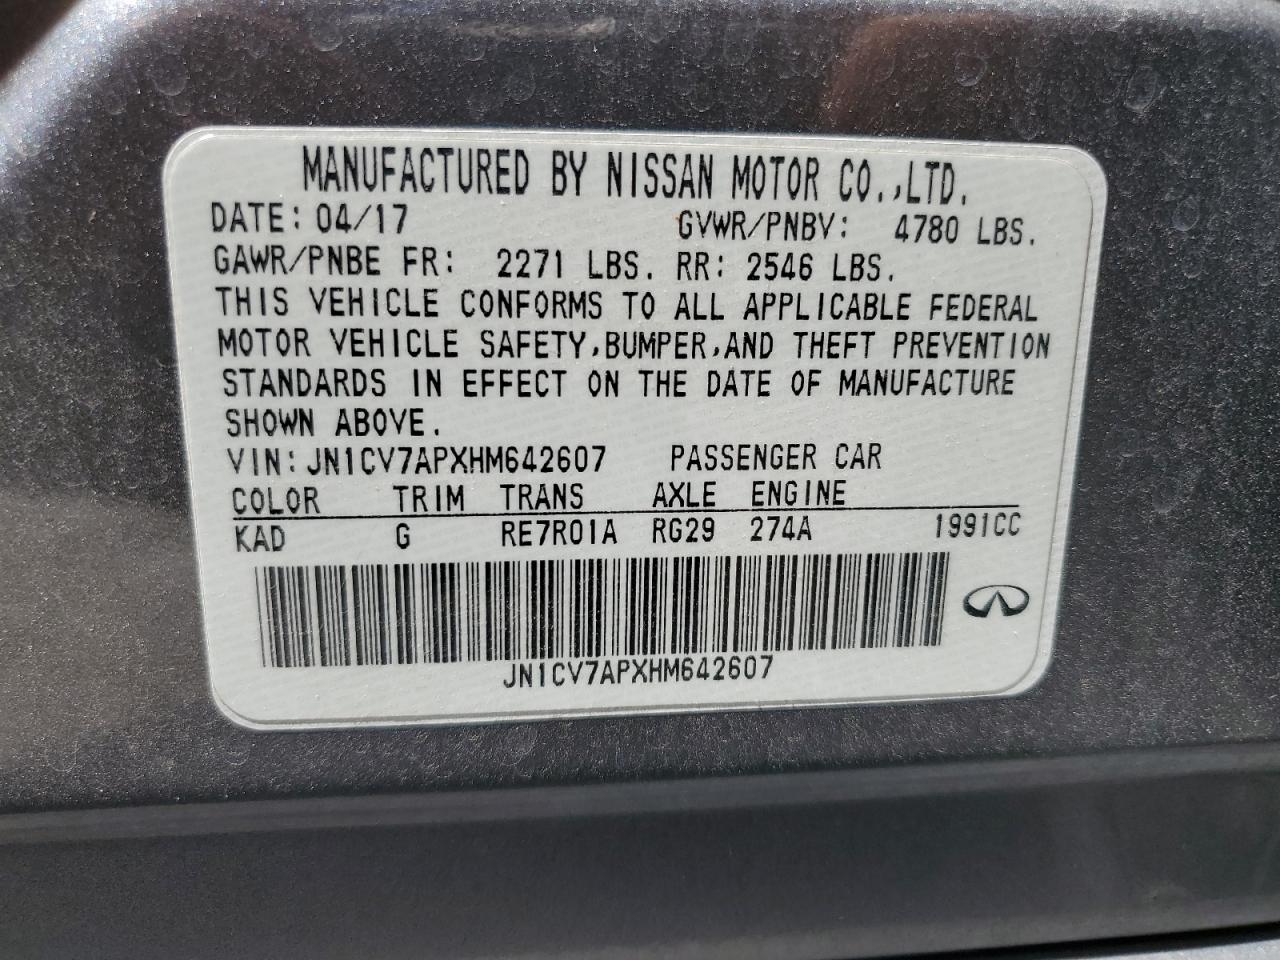 MANUFACTURED BY NISSAN MOTOR CO.,LTD.
DATE: 04/17 GVWR/PNBV: 4780 LBS.
GAWR/PNBE FR: 2271 LBS. RR: 2546 LBS.
THIS VEHICLE CONFORMS TO ALL APPLICABLE FEDERAL
MOTOR VEHICLE SAFETY,BUMPER,AND THEFT PREVENTION
STANDARDS IN EFFECT ON THE DATE OF MANUFACTURE
SHOWN ABOVE.
VIN: JN1CV7APXHM642607 PASSENGER CAR
COLOR TRIM TRANS AXLE ENGINE
KAD G RE7R01A RG29 274A 1991CC
JN1CV7APXHM642607